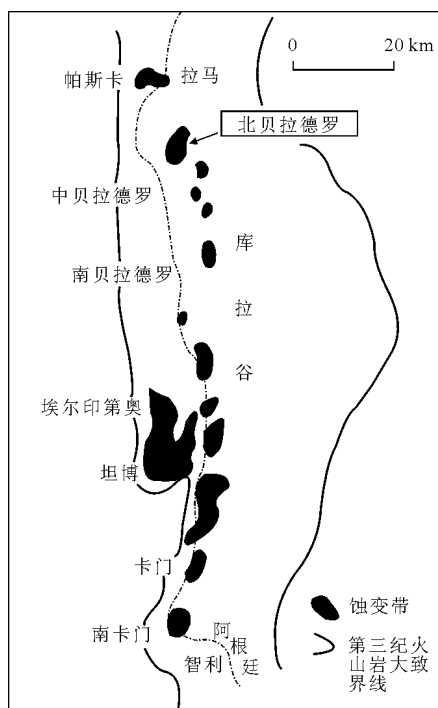 0 20 km
帕斯卡
拉马
北贝拉德罗
中贝拉德罗
库
南贝拉德罗
拉
谷
埃尔印第奥
坦博
卡门
南卡门
阿
根
廷
智利
蚀变带
第三纪火
山岩大致
界线